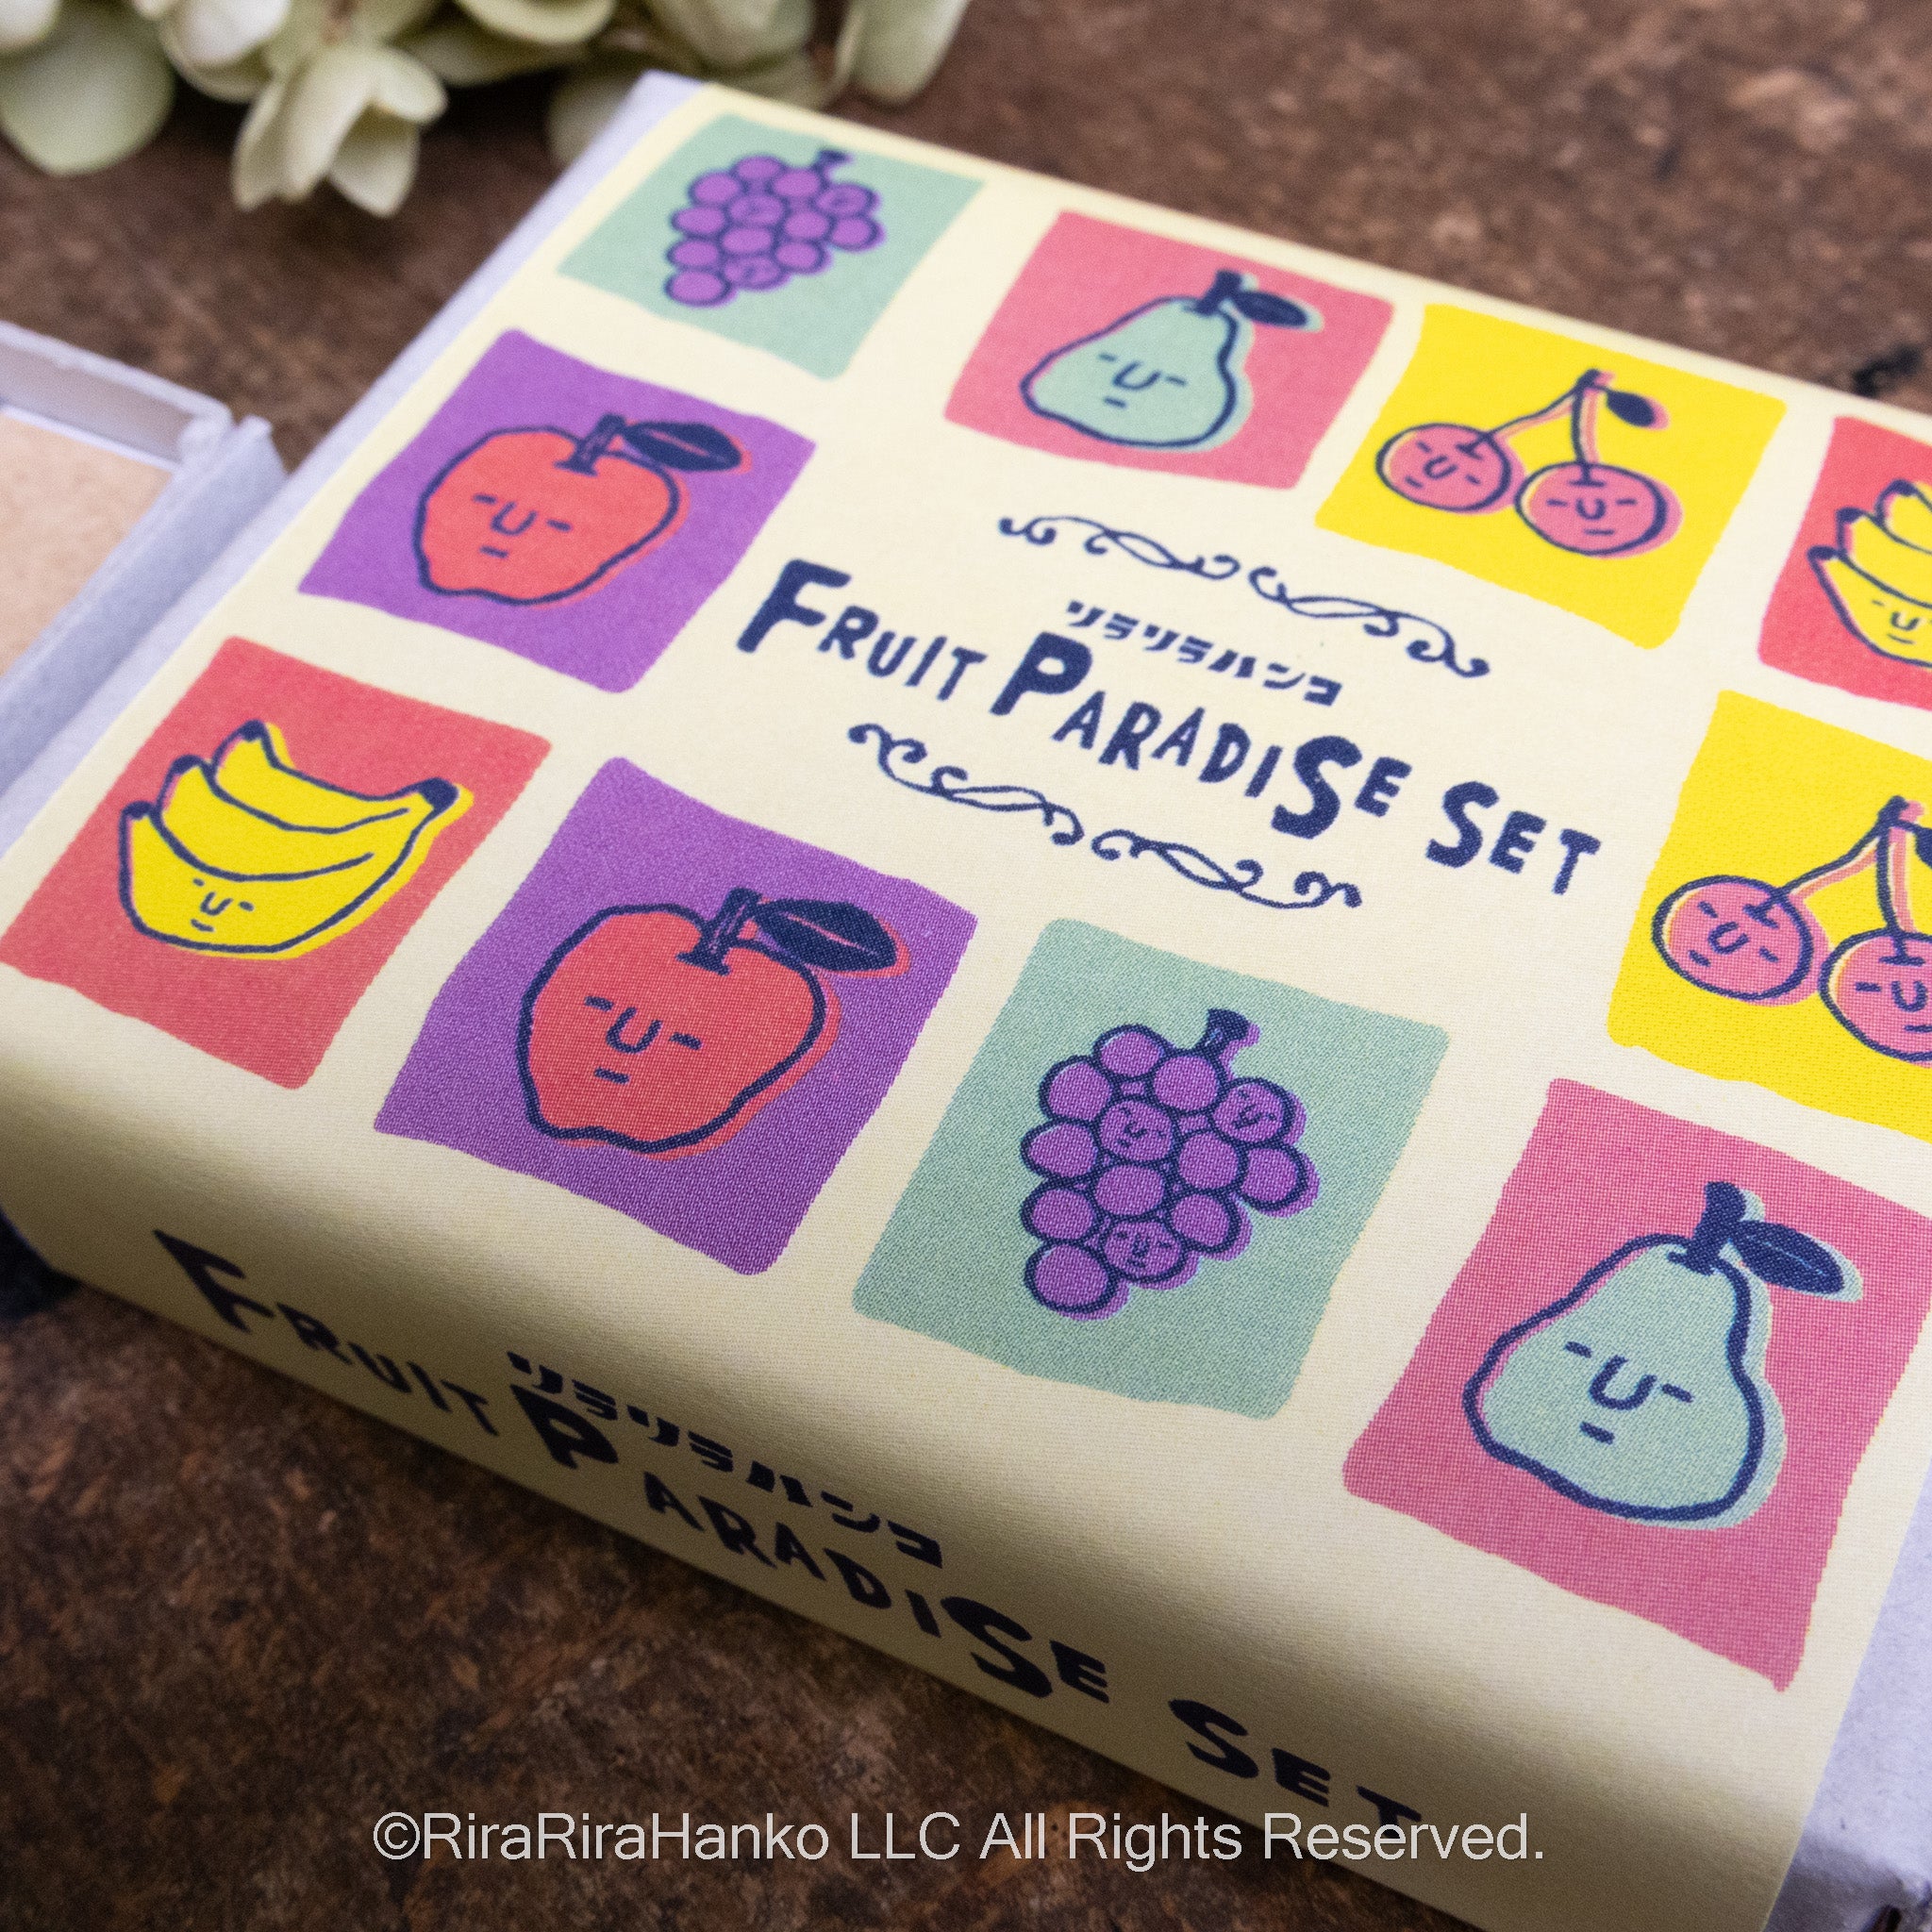 リラリラハンコ
FRUIT PARADISE SET
リラリラハンコ
FRUIT PARADISE SET
©RiraRiraHanko LLC All Rights Reserved.